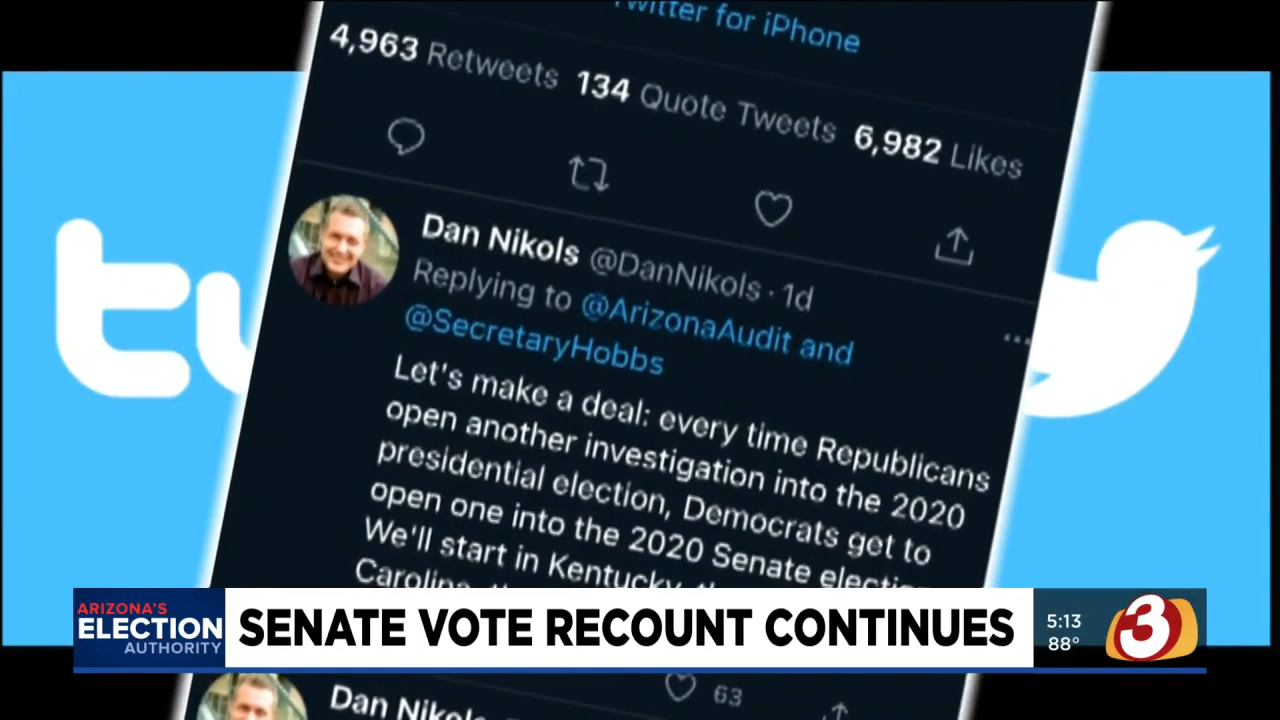 Twitter for iPhone
4,963 Retweets 134 Quote Tweets 6,982 Likes
Dan Nikols @DanNikols · 1d
Replying to @ArizonaAudit and
@SecretaryHobbs
Let's make a deal: every time Republicans
open another investigation into the 2020
presidential election, Democrats get to
open one into the 2020 Senate
We'll start in Kentucky,
ARIZONA'S
ELECTION
AUTHORITY
SENATE VOTE RECOUNT CONTINUES
5:13
88°
3
Dan
63